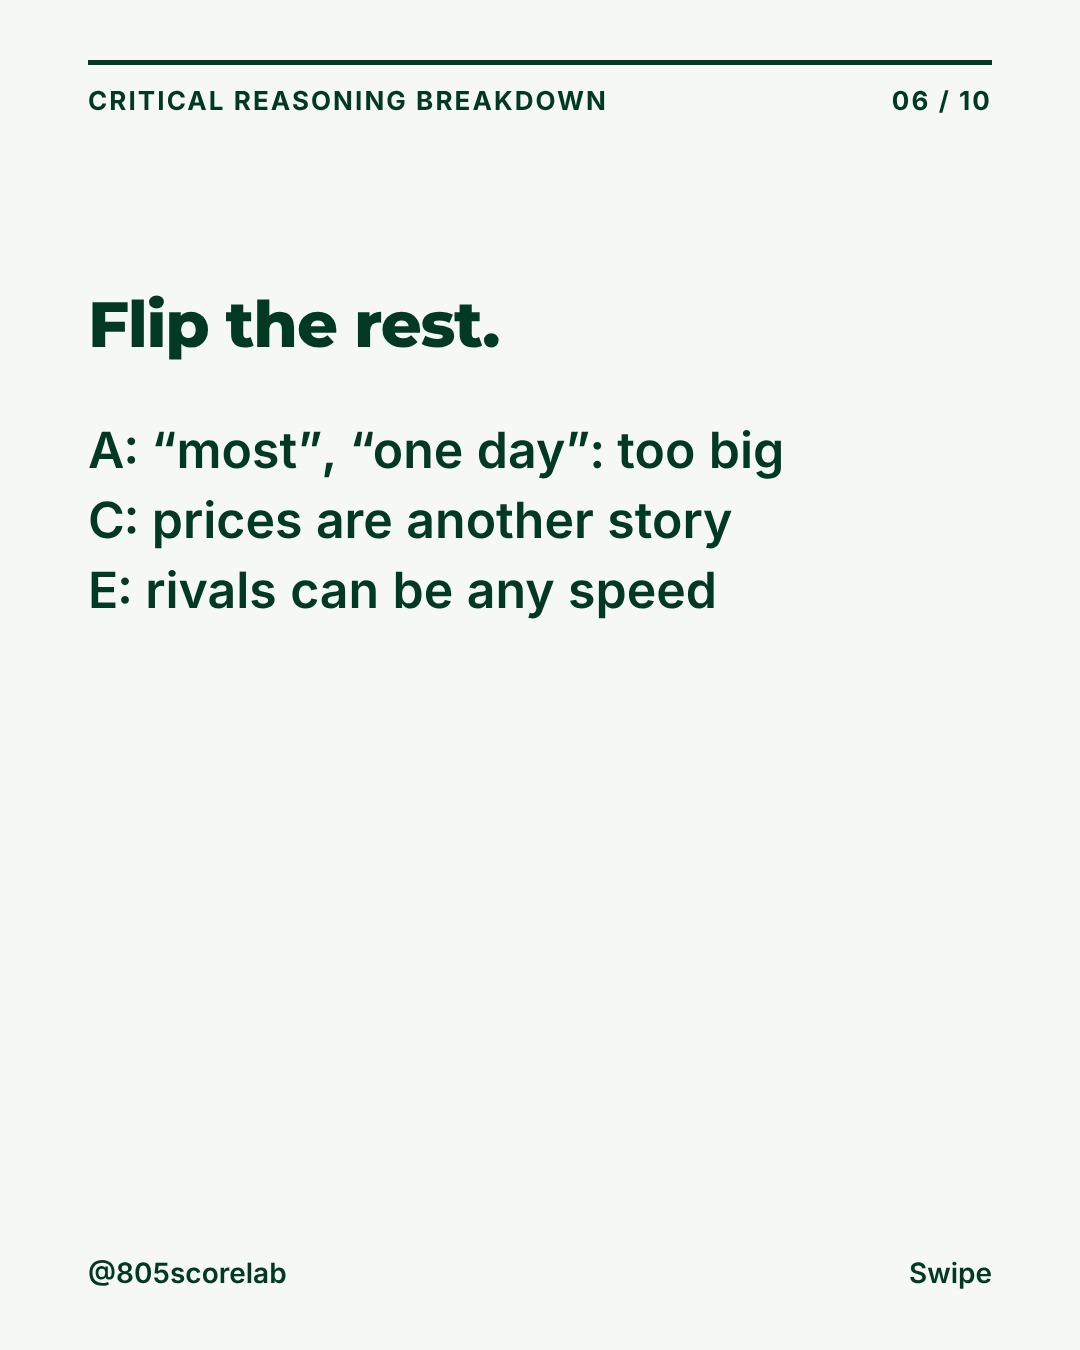 CRITICAL REASONING BREAKDOWN 06 / 10
Flip the rest.
A: “most”, “one day”: too big
C: prices are another story
E: rivals can be any speed
@805scorelab Swipe